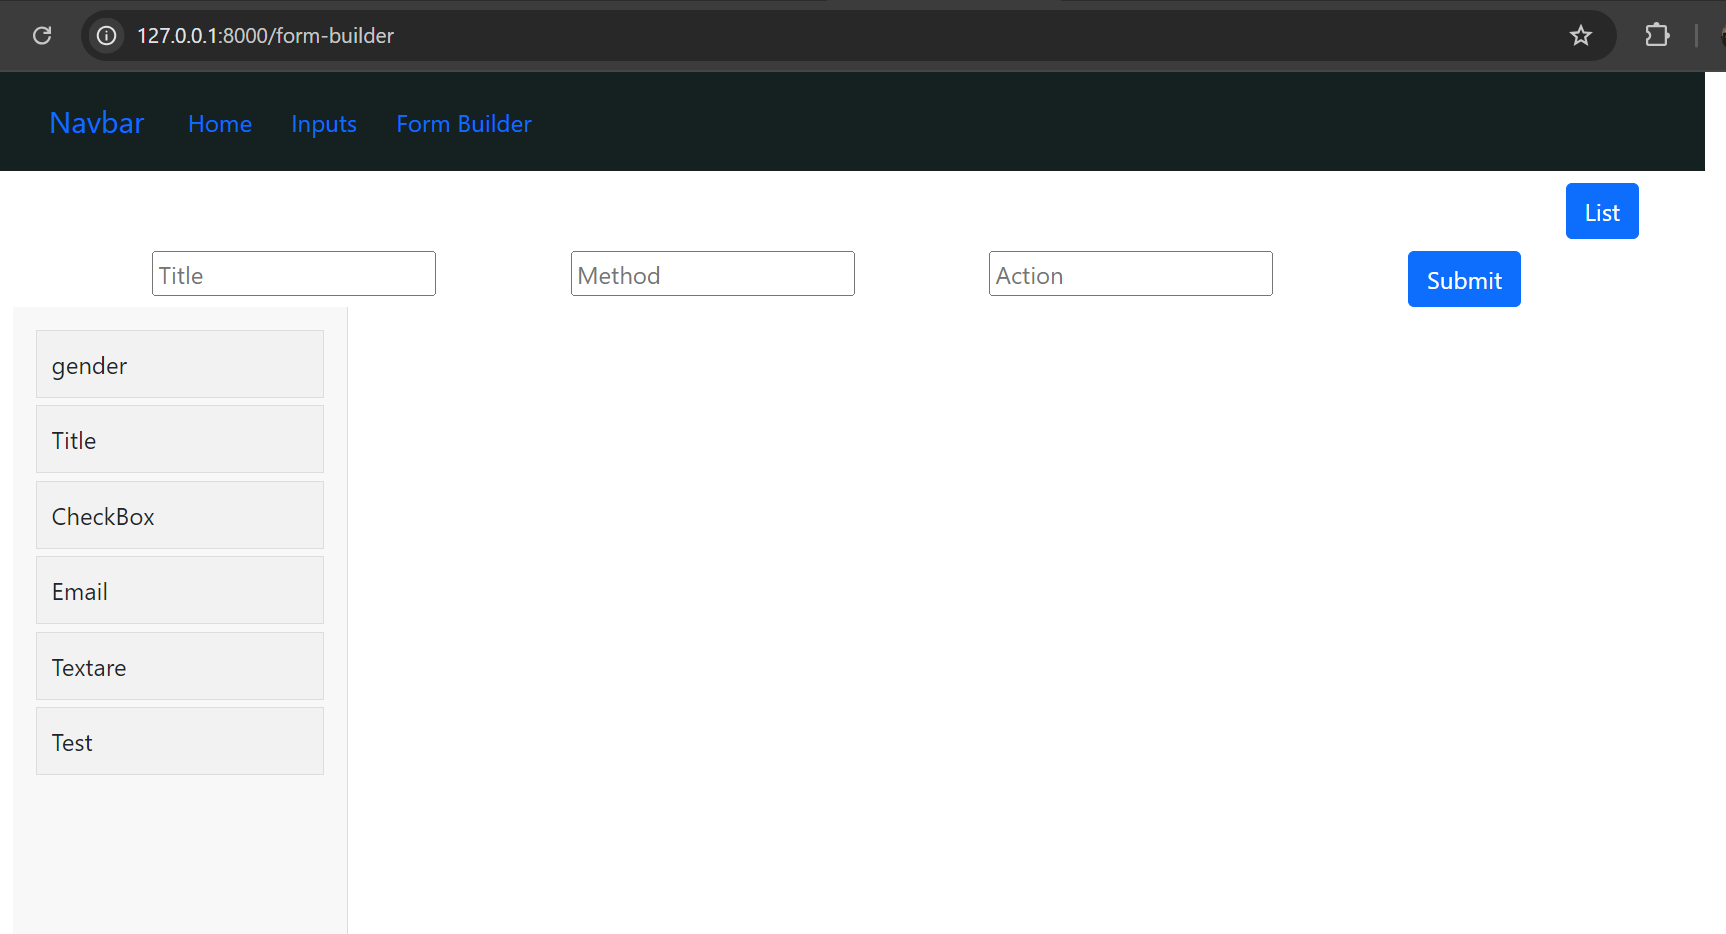 127.0.0.1:8000/form-builder
Navbar Home Inputs Form Builder
List
Title Method Action Submit
gender
Title
CheckBox
Email
Textare
Test